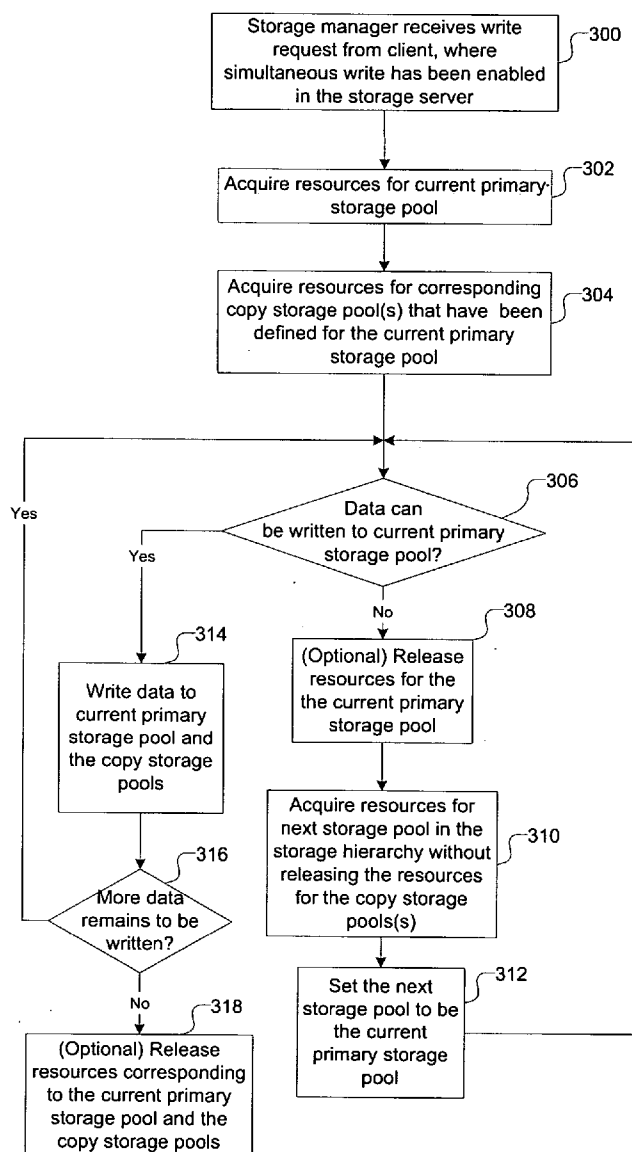 Storage manager receives write
request from client, where
simultaneous write has been enabled
in the storage server
300
302
Acquire resources for current primary
storage pool
Acquire resources for corresponding
copy storage pool(s) that have been
defined for the current primary
storage pool
304
306
Yes
Data can
be written to current primary
storage pool?
Yes
No
308
314
(Optional) Release
resources for the
the current primary
storage pool
Write data to
current primary
storage pool and
the copy storage
pools
Acquire resources for
next storage pool in the
storage hierarchy without
releasing the resources
for the copy storage
pools(s)
310
316
More data
remains to be
written?
312
Set the next
storage pool to be
the current
primary storage
pool
No
318
(Optional) Release
resources corresponding
to the current primary
storage pool and the
copy storage pools